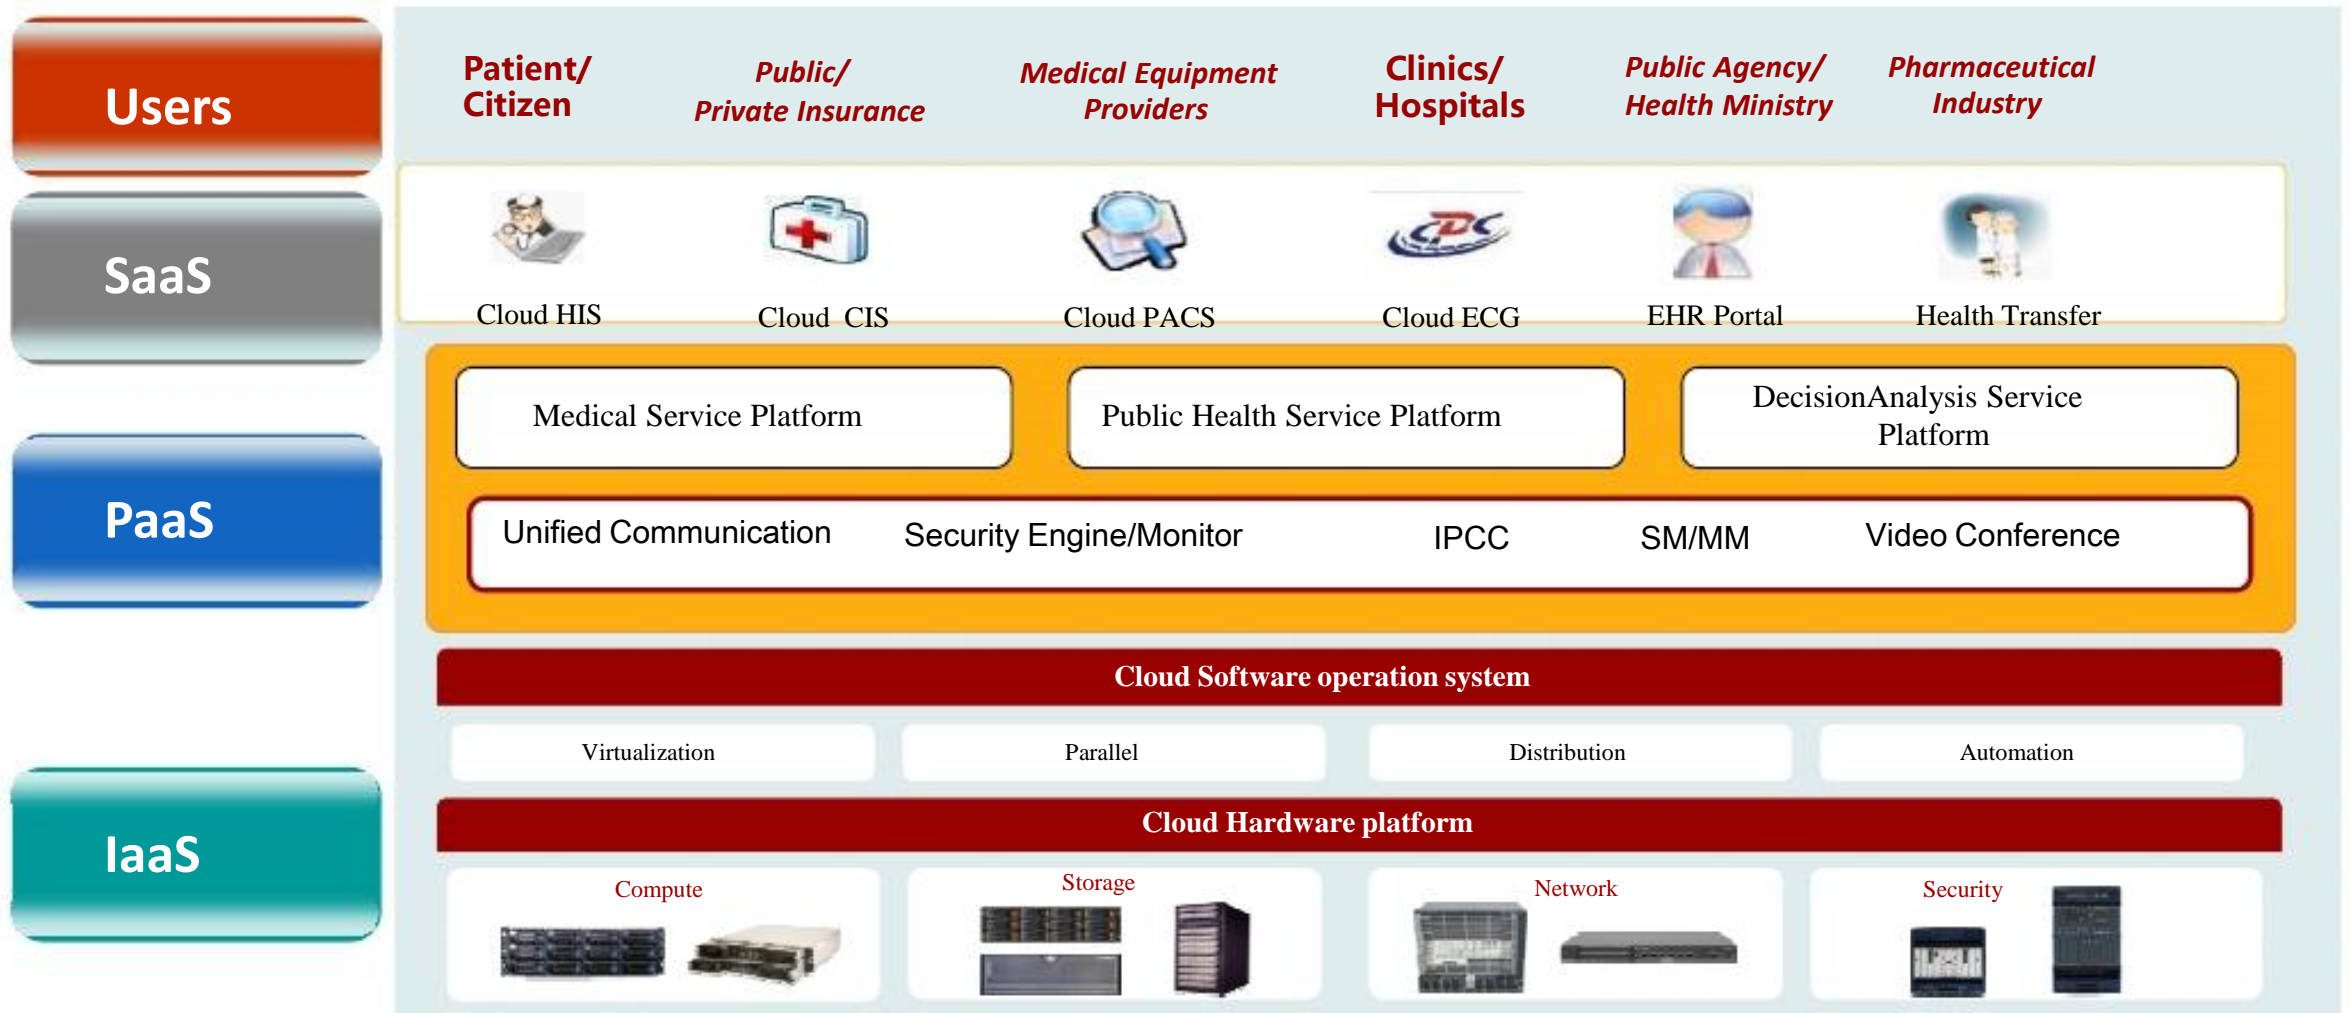 Users
Patient/
Citizen
Public/
Private Insurance
Medical Equipment
Providers
Clinics/
Hospitals
Public Agency/
Health Ministry
Pharmaceutical
Industry
SaaS
CDC
Cloud HIS
Cloud  CIS
Cloud PACS
Cloud ECG
EHR Portal
Health Transfer
PaaS
Medical Service Platform
Public Health Service Platform
DecisionAnalysis Service
Platform
Unified Communication
Security Engine/Monitor
IPCC
SM/MM
Video Conference
IaaS
Cloud Software operation system
Virtualization
Parallel
Distribution
Automation
Cloud Hardware platform
Compute
Storage
Network
Security